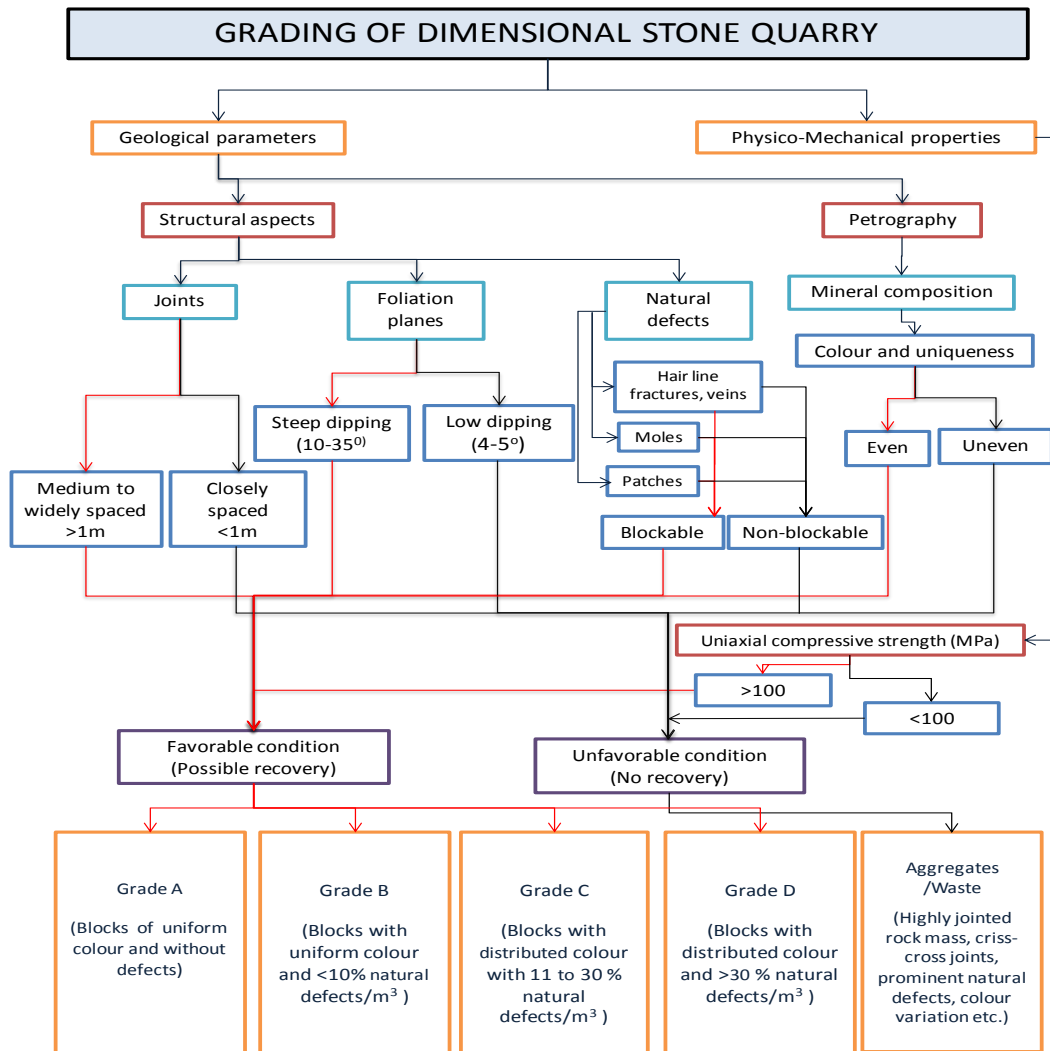 GRADING OF DIMENSIONAL STONE QUARRY
Geological parameters
Physico-Mechanical properties
Structural aspects
Petrography
Joints
Foliation
planes
Natural
defects
Mineral composition
Colour and uniqueness
Hair line
fractures, veins
Steep dipping
(10-35⁰)
Low dipping
(4-5°)
Moles
Even
Uneven
Patches
Medium to
widely spaced
>1m
Closely
spaced
<1m
Blockable
Non-blockable
Uniaxial compressive strength (MPa)
>100
<100
Favorable condition
(Possible recovery)
Unfavorable condition
(No recovery)
Grade A
(Blocks of uniform
colour and without
defects)
Grade B
(Blocks with
uniform colour
and <10% natural
defects/m³ )
Grade C
(Blocks with
distributed colour
with 11 to 30 %
natural
defects/m³ )
Grade D
(Blocks with
distributed colour
and >30 % natural
defects/m³ )
Aggregates
/Waste
(Highly jointed
rock mass, criss-
cross joints,
prominent natural
defects, colour
variation etc.)